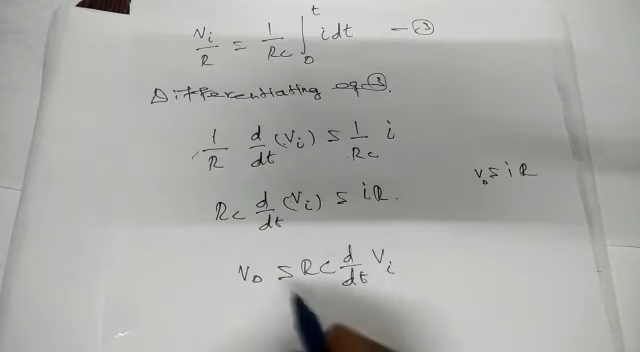 Vi/R = 1/RC ∫₀ᵗ i dt — ③
Differentiating eq ③.
1/R d/dt (Vi) = 1/RC i
RC d/dt (Vi) = iR.
V₀ = iR
V₀ = RC d/dt Vi